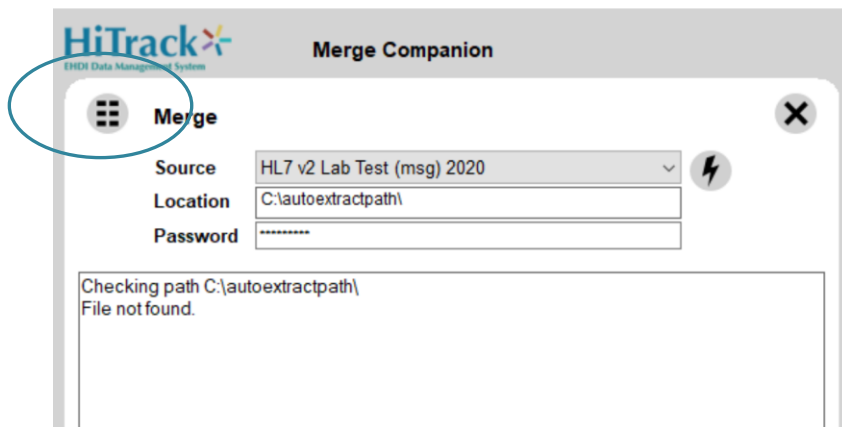 HiTrack
EHDI Data Management System
Merge Companion
Merge
Source HL7 v2 Lab Test (msg) 2020
Location C:\autoextractpath\
Password *********
Checking path C:\autoextractpath\
File not found.